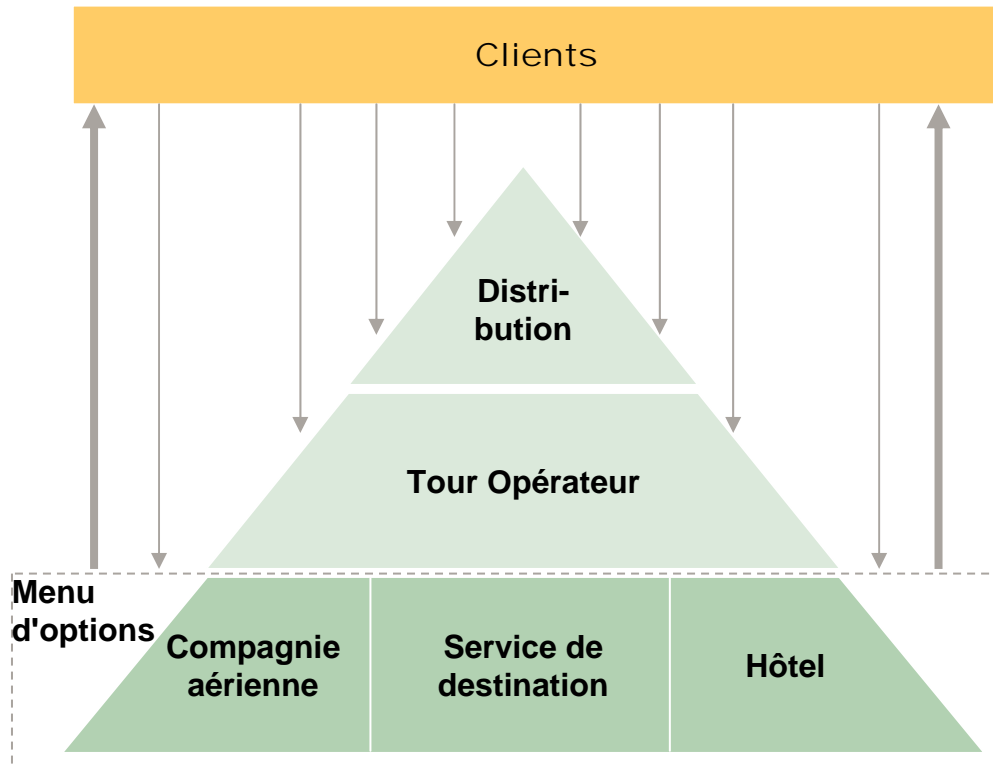 Clients
Distri-
bution
Tour Opérateur
Menu
d'options
Compagnie
aérienne
Service de
destination
Hôtel